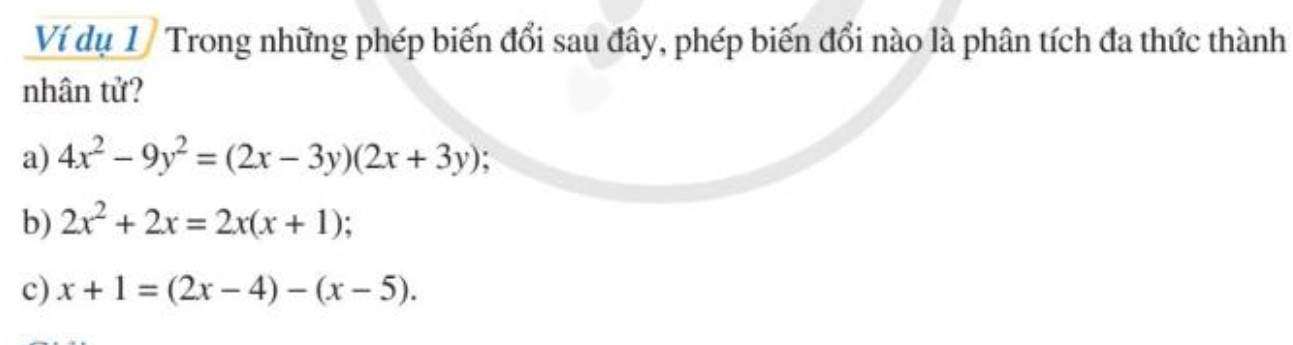 Ví dụ 1 Trong những phép biến đổi sau đây, phép biến đổi nào là phân tích đa thức thành
nhân tử?
a) 4x² – 9y² = (2x – 3y)(2x + 3y);
b) 2x² + 2x = 2x(x + 1);
c) x + 1 = (2x – 4) – (x – 5).